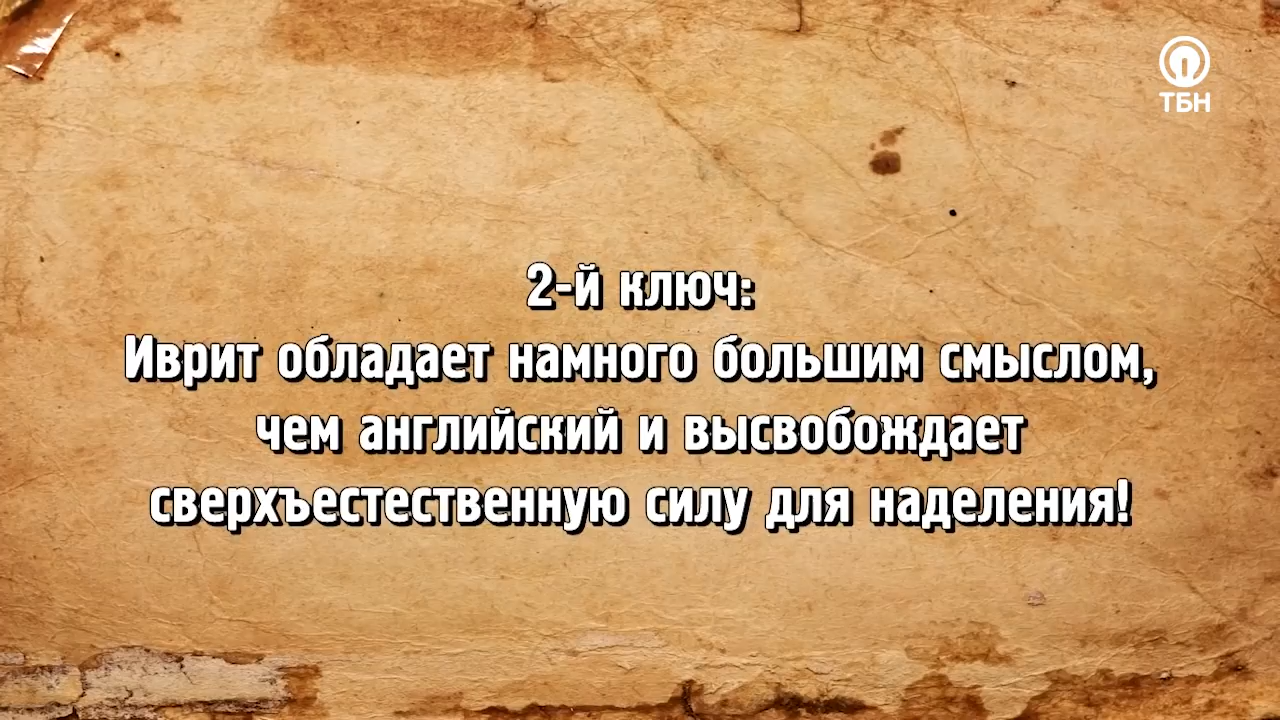 ТБН
2-й ключ:
Иврит обладает намного большим смыслом,
чем английский и высвобождает
сверхъестественную силу для наделения!